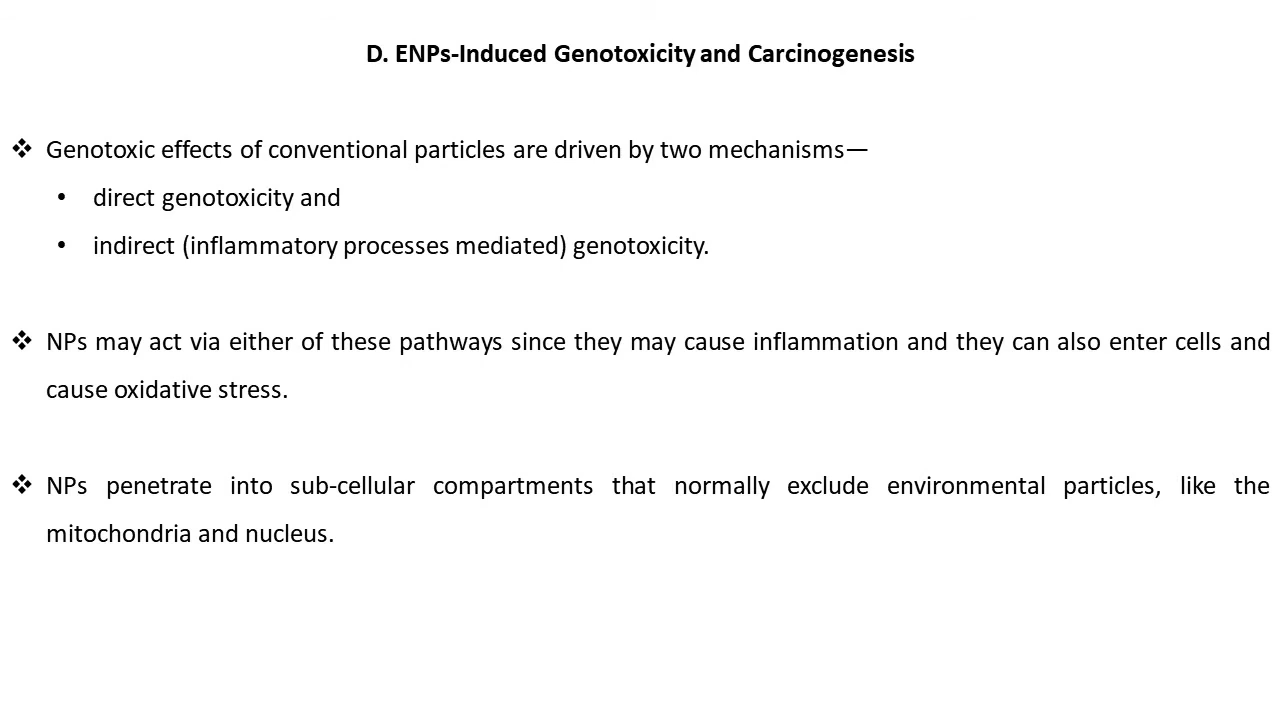 D. ENPs-Induced Genotoxicity and Carcinogenesis
❖ Genotoxic effects of conventional particles are driven by two mechanisms—
• direct genotoxicity and
• indirect (inflammatory processes mediated) genotoxicity.
❖ NPs may act via either of these pathways since they may cause inflammation and they can also enter cells and
cause oxidative stress.
❖ NPs penetrate into sub-cellular compartments that normally exclude environmental particles, like the
mitochondria and nucleus.